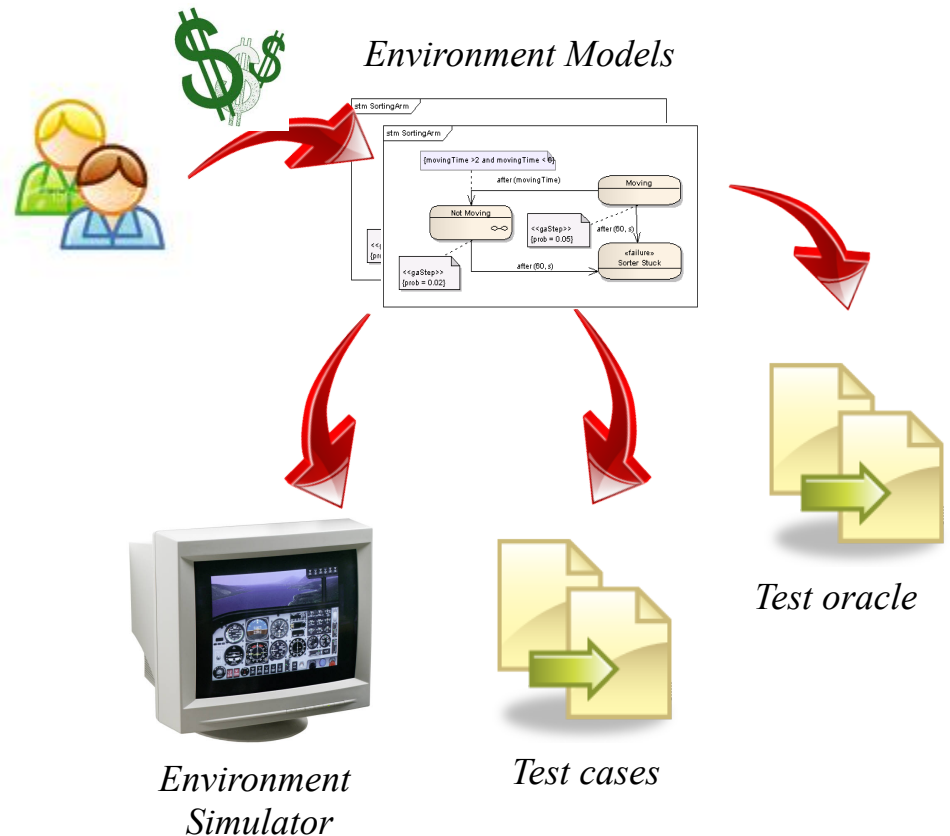 Environment Models
stm SortingArm
stm SortingArm
{movingTime >2 and movingTime < 6}
after (movingTime)
Moving
Not Moving
<<gaStep>>
{prob = 0.05}
after (60, s)
«failure»
Sorter Stuck
<<gaStep>>
{prob = 0.02}
after (60, s)
Test oracle
Test cases
Environment
Simulator